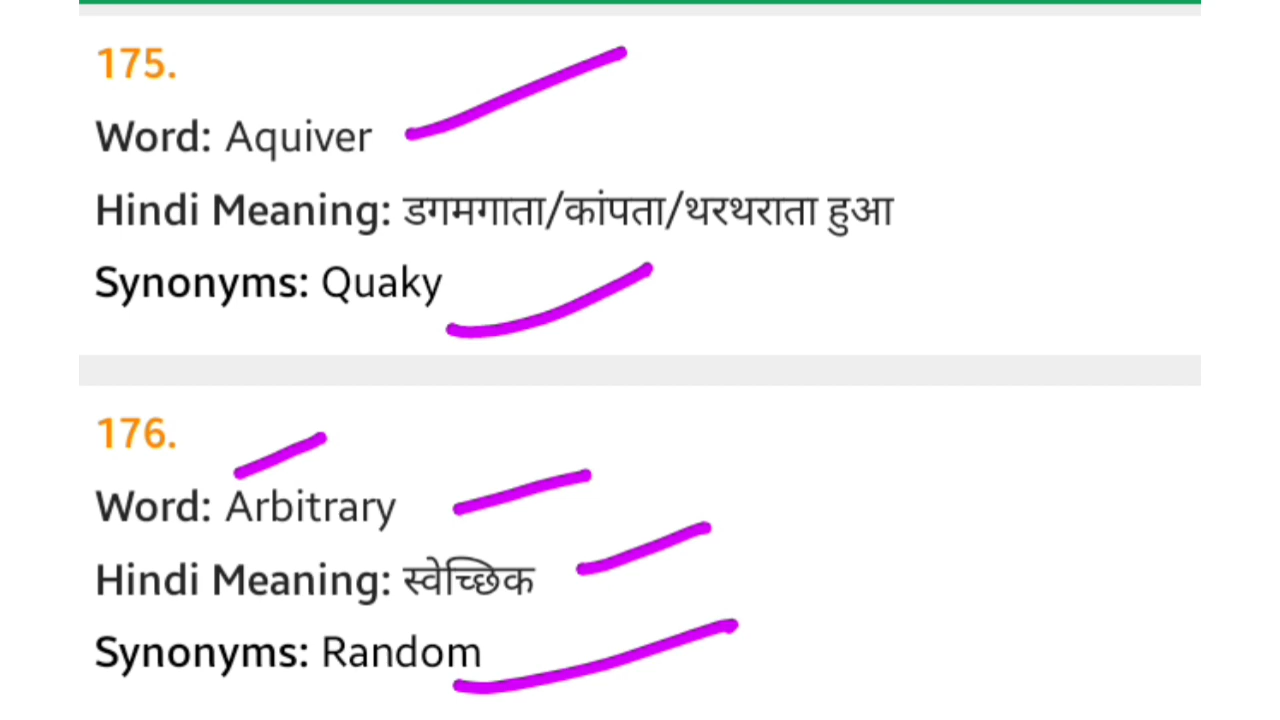 175.
Word: Aquiver
Hindi Meaning: डगमगाता/कांपता/थरथराता हुआ
Synonyms: Quaky
176.
Word: Arbitrary
Hindi Meaning: स्वेच्छिक
Synonyms: Random